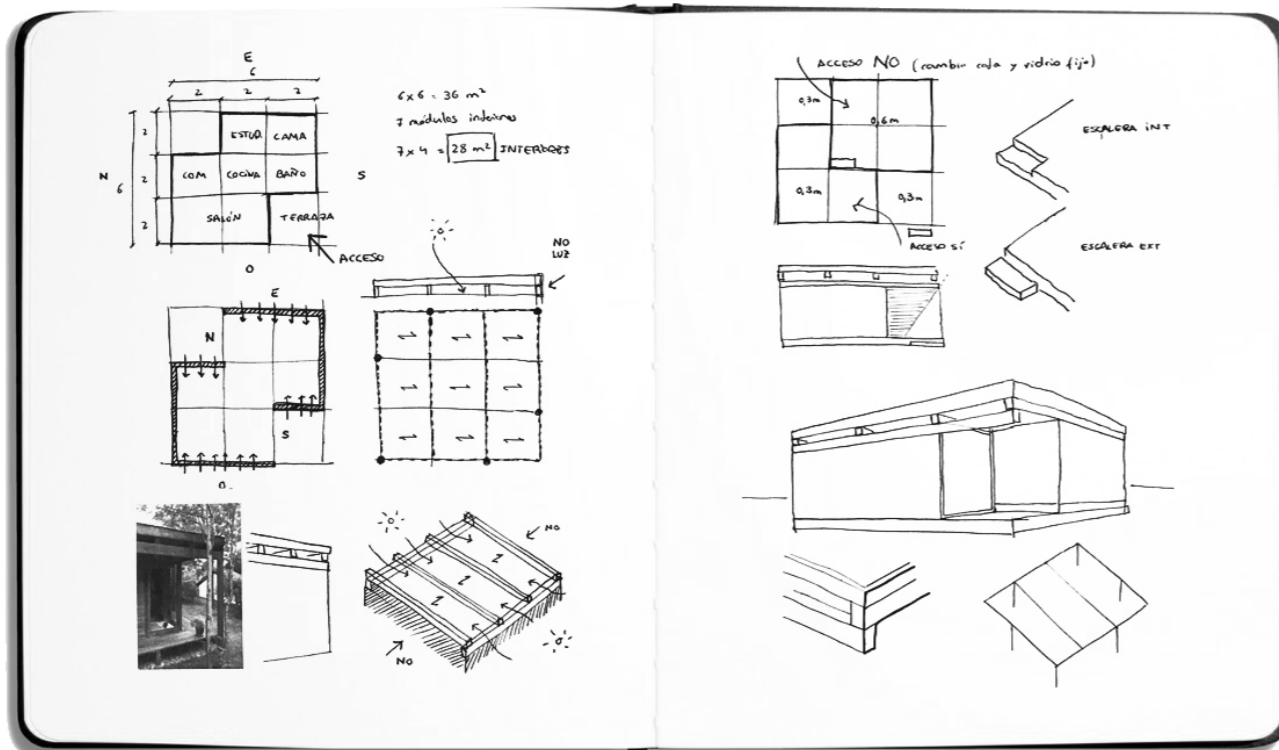 E
6
2 2 2
6x6 = 36 m²
7 módulos interiores
7x4 = 28 m² INTERIORES
N
6
2
2
2
S
ESTUD CAMA
COM COCINA BAÑO
SALÓN TERRAZA
ACCESO
O
NO LUZ
E
N
S
O.
NO
NO
ACCESO NO (cambio cota y vidrio fijo)
0,3m
0,6m
0,3m
0,3m
ACCESO SÍ
ESCALERA INT
ESCALERA EXT